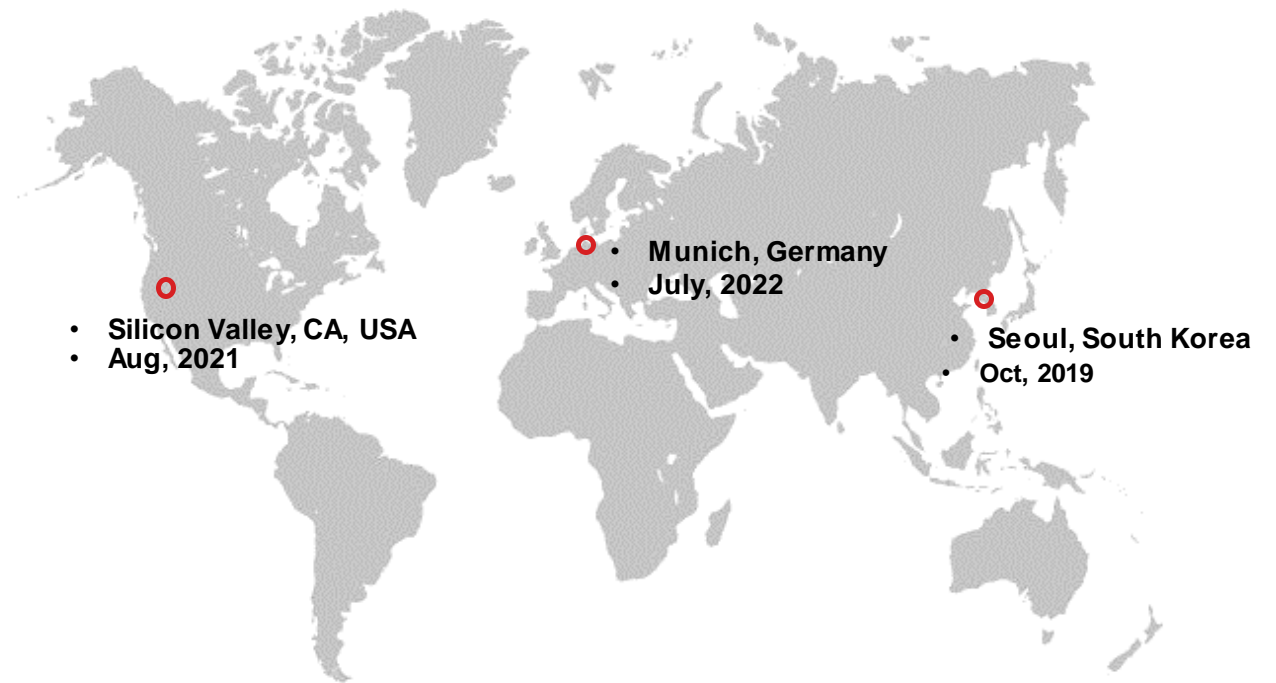 • Munich, Germany
• July, 2022
• Silicon Valley, CA, USA
• Aug, 2021
• Seoul, South Korea
• Oct, 2019